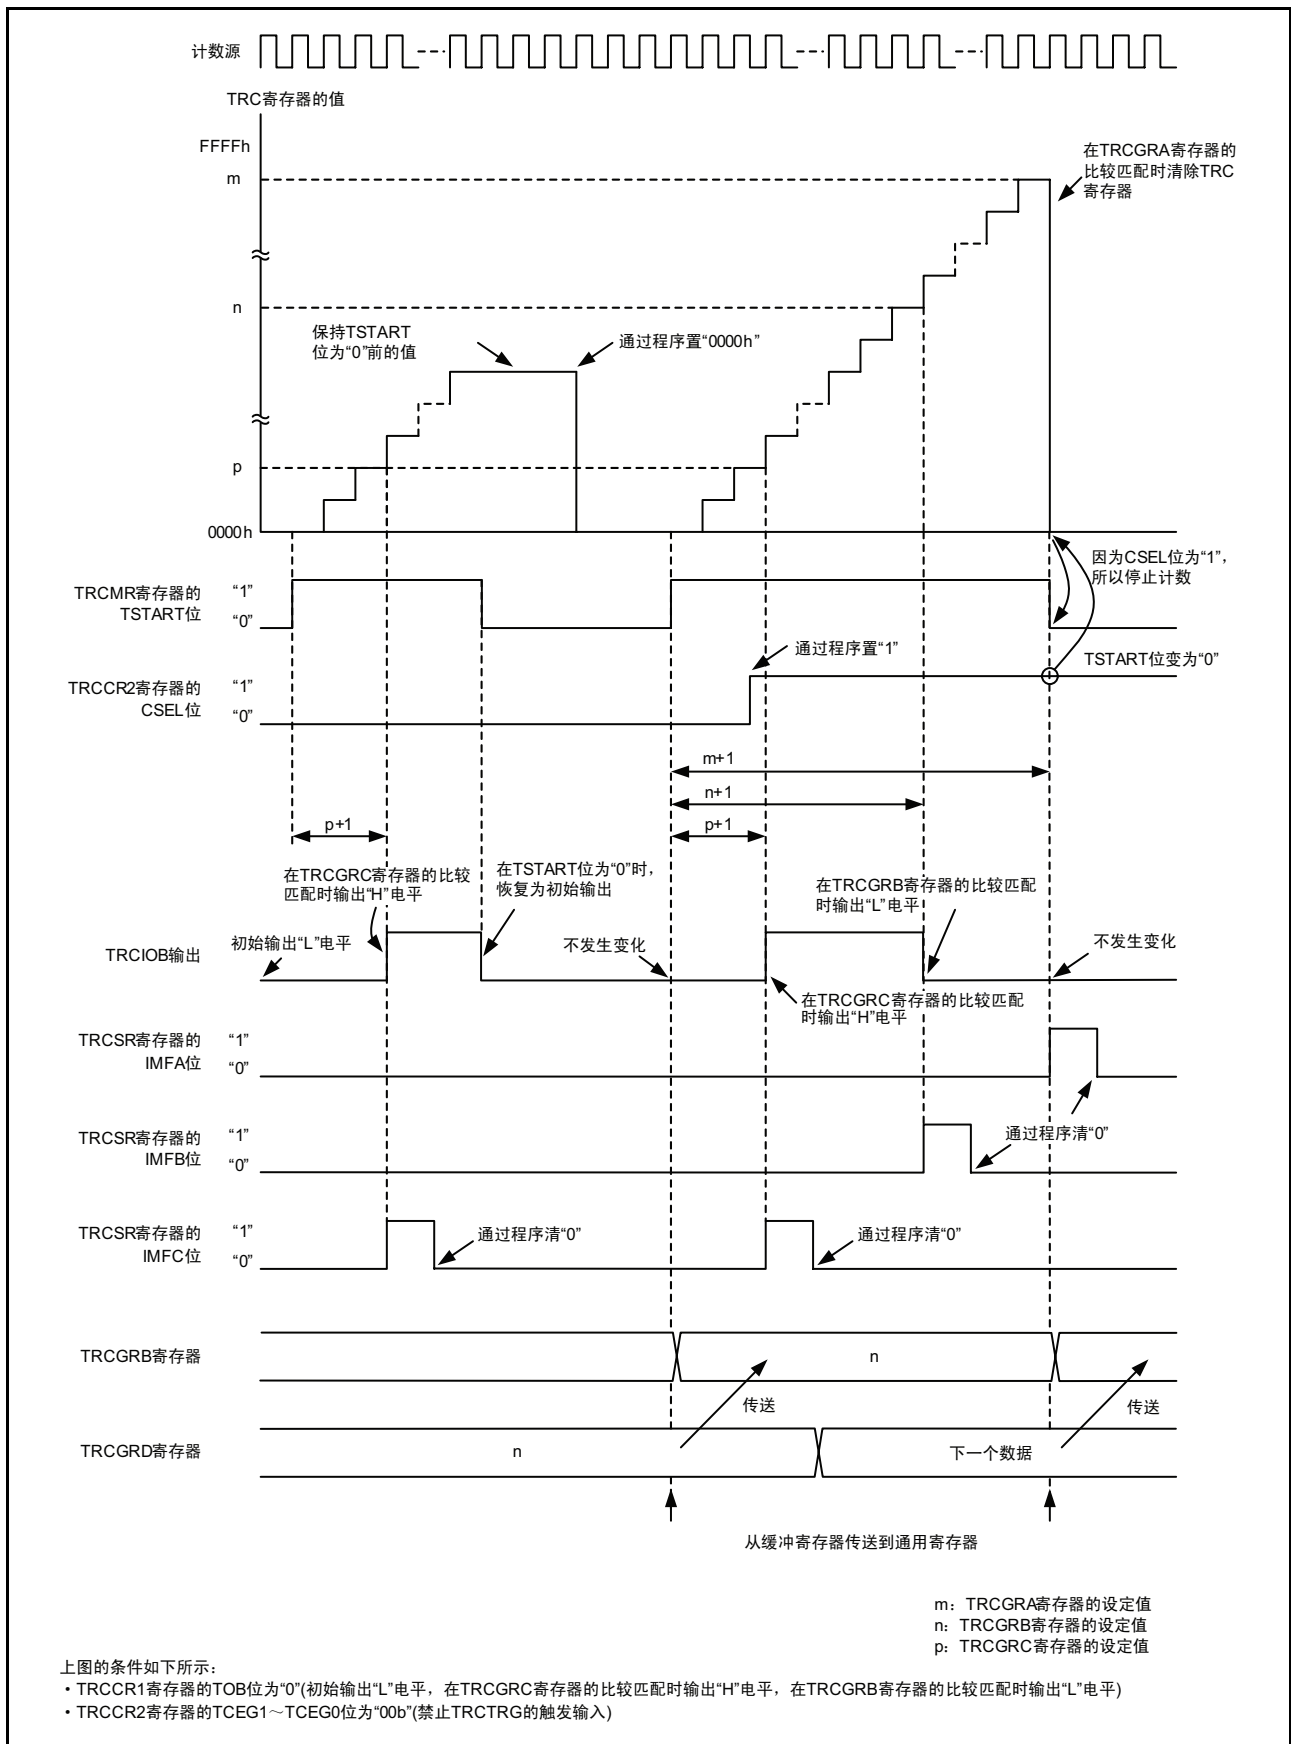 计数源
TRC寄存器的值
FFFFh
m
在TRCGRA寄存器的
比较匹配时清除TRC
寄存器
n
保持TSTART
位为“0”前的值
通过程序置“0000h”
p
0000h
因为CSEL位为“1”，
所以停止计数
TRCMR寄存器的
TSTART位
“1”
“0”
通过程序置“1”
TSTART位变为“0”
TRCCR2寄存器的
CSEL位
“1”
“0”
m+1
n+1
p+1
p+1
在TRCGRC寄存器的比较
匹配时输出“H”电平
在TSTART位为“0”时，
恢复为初始输出
在TRCGRB寄存器的比较匹配
时输出“L”电平
TRCIOB输出
初始输出“L”电平
不发生变化
不发生变化
在TRCGRC寄存器的比较匹配
时输出“H”电平
TRCSR寄存器的
IMFA位
“1”
“0”
通过程序清“0”
TRCSR寄存器的
IMFB位
“1”
“0”
TRCSR寄存器的
IMFC位
“1”
“0”
通过程序清“0”
通过程序清“0”
TRCGRB寄存器
n
传送
传送
TRCGRD寄存器
n
下一个数据
从缓冲寄存器传送到通用寄存器
m：TRCGRA寄存器的设定值
n：TRCGRB寄存器的设定值
p：TRCGRC寄存器的设定值
上图的条件如下所示：
・TRCCR1寄存器的TOB位为“0”(初始输出“L”电平，在TRCGRC寄存器的比较匹配时输出“H”电平，在TRCGRB寄存器的比较匹配时输出“L”电平)
・TRCCR2寄存器的TCEG1～TCEG0位为“00b”(禁止TRCTRG的触发输入)